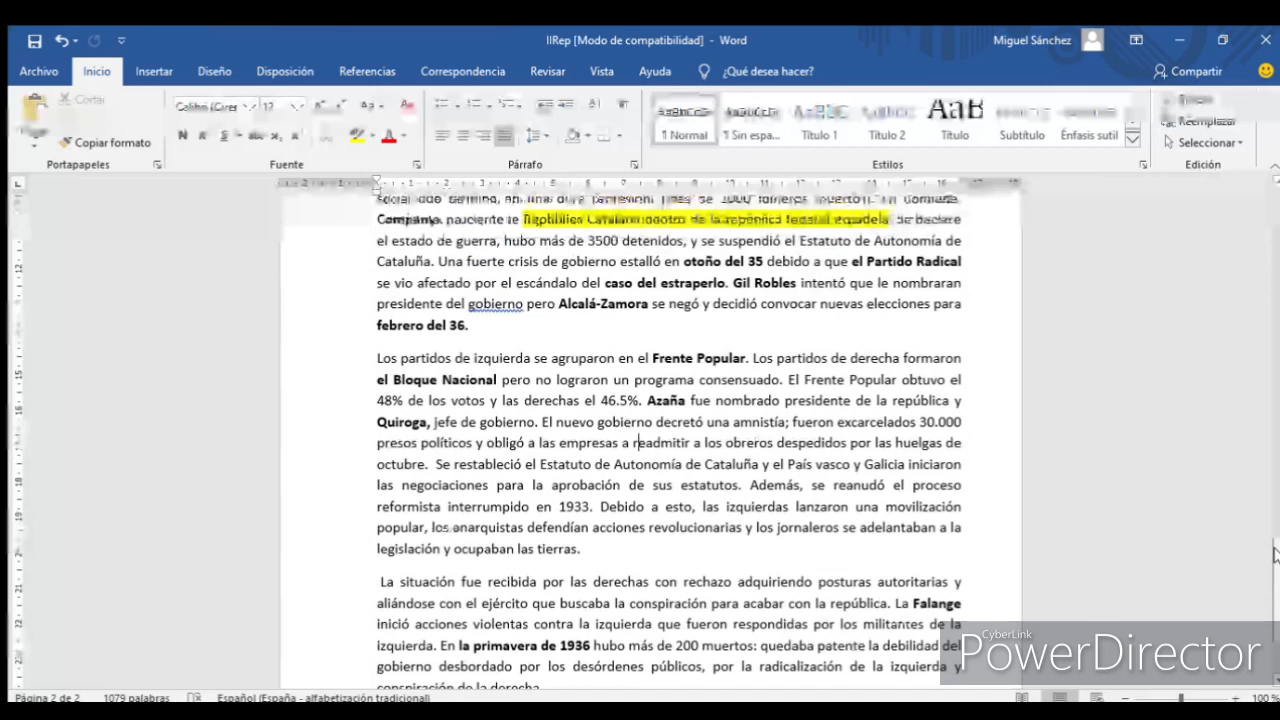 IIRep [Modo de compatibilidad] - Word
Miguel Sánchez
Archivo Inicio Insertar Diseño Disposición Referencias Correspondencia Revisar Vista Ayuda ¿Qué desea hacer? Compartir
Cortar
Copiar formato
Portapapeles
12
Fuente
Párrafo
AaB
¶ Normal ¶ Sin espa... Título 1 Título 2 Título Subtítulo Énfasis sutil
Estilos
Reemplazar
Seleccionar
Edición
de
el estado de guerra, hubo más de 3500 detenidos, y se suspendió el Estatuto de Autonomía de
Cataluña. Una fuerte crisis de gobierno estalló en otoño del 35 debido a que el Partido Radical
se vio afectado por el escándalo del caso del estraperlo. Gil Robles intentó que le nombraran
presidente del gobierno pero Alcalá-Zamora se negó y decidió convocar nuevas elecciones para
febrero del 36.
Los partidos de izquierda se agruparon en el Frente Popular. Los partidos de derecha formaron
el Bloque Nacional pero no lograron un programa consensuado. El Frente Popular obtuvo el
48% de los votos y las derechas el 46.5%. Azaña fue nombrado presidente de la república y
Quiroga, jefe de gobierno. El nuevo gobierno decretó una amnistía; fueron excarcelados 30.000
presos políticos y obligó a las empresas a readmitir a los obreros despedidos por las huelgas de
octubre. Se restableció el Estatuto de Autonomía de Cataluña y el País vasco y Galicia iniciaron
las negociaciones para la aprobación de sus estatutos. Además, se reanudó el proceso
reformista interrumpido en 1933. Debido a esto, las izquierdas lanzaron una movilización
popular, los anarquistas defendían acciones revolucionarias y los jornaleros se adelantaban a la
legislación y ocupaban las tierras.
La situación fue recibida por las derechas con rechazo adquiriendo posturas autoritarias y
aliándose con el ejército que buscaba la conspiración para acabar con la república. La Falange
inició acciones violentas contra la izquierda que fueron respondidas por los militantes de la
izquierda. En la primavera de 1936 hubo más de 200 muertos: quedaba patente la debilidad del
gobierno desbordado por los desórdenes públicos, por la radicalización de la izquierda y
conspiración de la derecha.
CyberLink
PowerDirector
Página 2 de 2 1079 palabras Español (España - alfabetización tradicional) 100 %